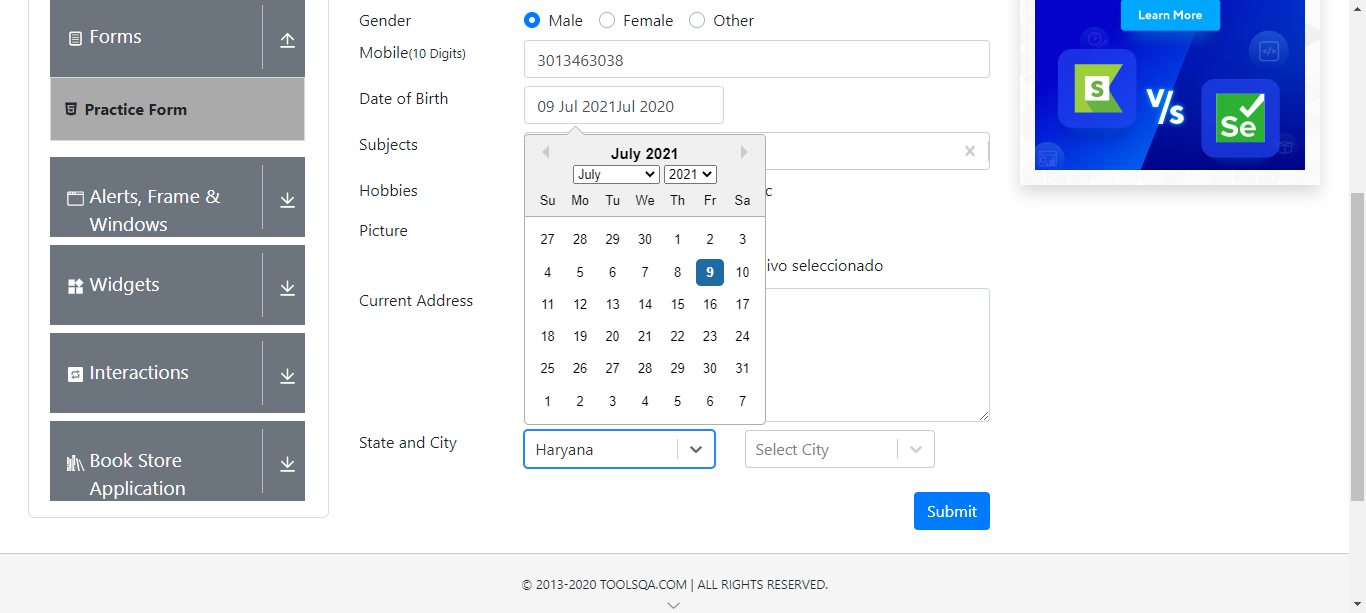 Forms
Practice Form
Alerts, Frame &
Windows
Widgets
Interactions
Book Store
Application
Gender
Male Female Other
Mobile(10 Digits)
3013463038
Date of Birth
09 Jul 2021Jul 2020
Subjects
July 2021
July 2021
Su Mo Tu We Th Fr Sa
27 28 29 30 1 2 3
4 5 6 7 8 9 10
11 12 13 14 15 16 17
18 19 20 21 22 23 24
25 26 27 28 29 30 31
1 2 3 4 5 6 7
Hobbies
c
Picture
ivo seleccionado
Current Address
State and City
Haryana
Select City
Submit
Learn More
S
V/s
Se
© 2013-2020 TOOLSQA.COM | ALL RIGHTS RESERVED.